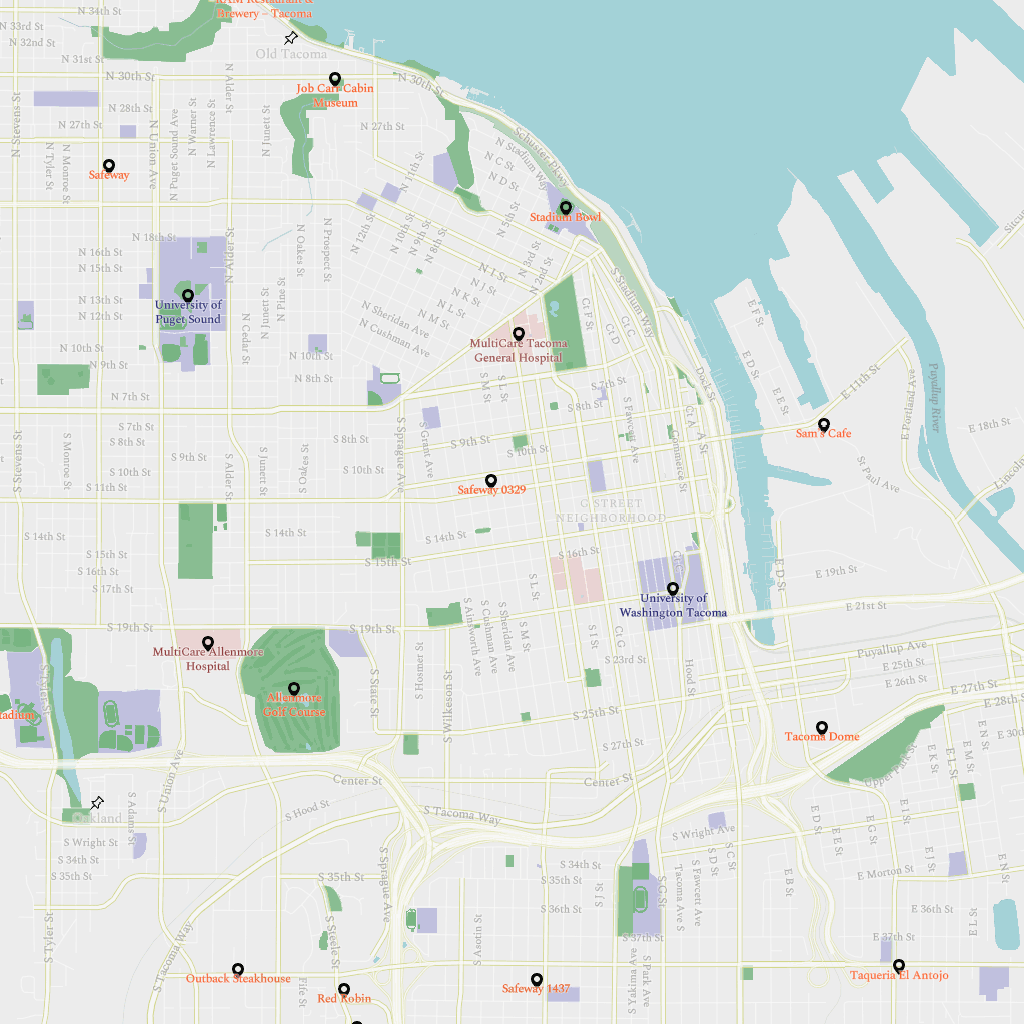 RAM Restaurant &
Brewery – Tacoma
N 34th St
N 33rd St
N 32nd St
N 31st St
Old Tacoma
N 30th St
N 30th St
Job Carr Cabin
Museum
N Alder St
N 28th St
N 27th St
N 27th St
N Stevens St
N Tyler St
N Monroe St
N Union Ave
N Puget Sound Ave
N Warner St
N Lawrence St
N Junett St
Safeway
Schuster Pkwy
N Stadium Way
N C St
N D St
N 11th St
N 5th St
Stadium Bowl
N 12th St
N 10th St
N 9th St
N 8th St
N 3rd St
N 2nd St
N 18th St
N 16th St
N 15th St
N 13th St
N 12th St
N 10th St
N 9th St
N 7th St
N Alder St
N Oakes St
N Prospect St
N Pine St
N Junett St
N Cedar St
University of
Puget Sound
N I St
N J St
N K St
N L St
N M St
N Sheridan Ave
N Cushman Ave
N 10th St
N 8th St
MultiCare Tacoma
General Hospital
S Stadium Way
Ct F St
Ct D
Ct C
Dock St
E D St
E F St
E E St
E 11th St
Puyallup River
E Portland Ave
E 18th St
Lincoln
Sam's Cafe
St Paul Ave
S M St
S L St
S 7th St
S 8th St
S Fawcett Ave
Ct A
A St
Commerce St
S Sprague Ave
S Grant Ave
S 9th St
S 10th St
S 7th St
S 8th St
S 9th St
S 10th St
S 11th St
S 8th St
S 10th St
S Stevens St
S Monroe St
S Alder St
S Junett St
S Oakes St
Safeway 0329
G STREET
NEIGHBORHOOD
S 14th St
S 14th St
S 14th St
S 15th St
S 15th St
S 16th St
S 16th St
S 17th St
S 19th St
S 19th St
S L St
Ct C
University of
Washington Tacoma
E D St
E 19th St
E 21st St
MultiCare Allenmore
Hospital
Allenmore
Golf Course
S State St
S Hosmer St
S Wilkeson St
S Ainsworth Ave
S Cushman Ave
S Sheridan Ave
S M St
S I St
Ct G
S 23rd St
Hood St
S 25th St
S 27th St
Puyallup Ave
E 25th St
E 26th St
E 27th St
E 28th St
Tacoma Dome
Upper Park St
E K St
E L St
E M St
E N St
S Tyler St
S Union Ave
Center St
Center St
S Hood St
S Tacoma Way
Oakland
S Adams St
S Wright St
S 34th St
S 35th St
S 35th St
S Sprague Ave
S Wright Ave
S 34th St
S 35th St
S 36th St
S 37th St
S J St
S G St
Tacoma Ave S
S Fawcett Ave
S D St
S C St
E B St
E D St
E E St
E G St
E I St
E J St
E N St
E L St
E Morton St
E 36th St
E 37th St
S Tyler St
S Tacoma Way
S Steele St
Fife St
S Asotin St
S Yakima Ave
S Park Ave
Outback Steakhouse
Red Robin
Safeway 1437
Taqueria El Antojo